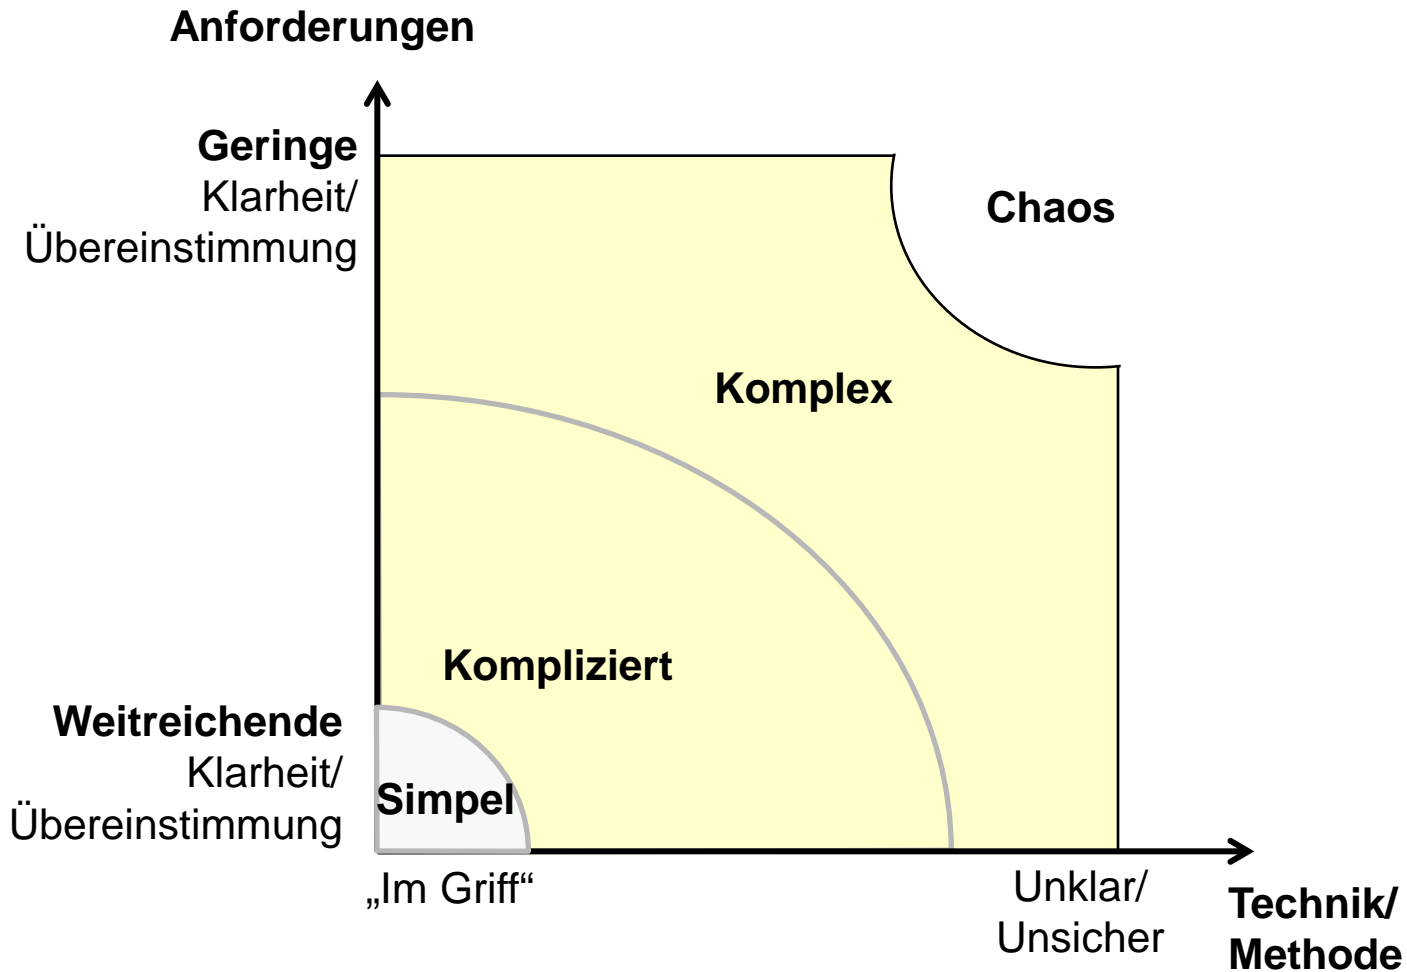 Anforderungen
Geringe
Klarheit/
Übereinstimmung
Chaos
Komplex
Kompliziert
Weitreichende
Klarheit/
Übereinstimmung
Simpel
„Im Griff“
Unklar/
Unsicher
Technik/
Methode